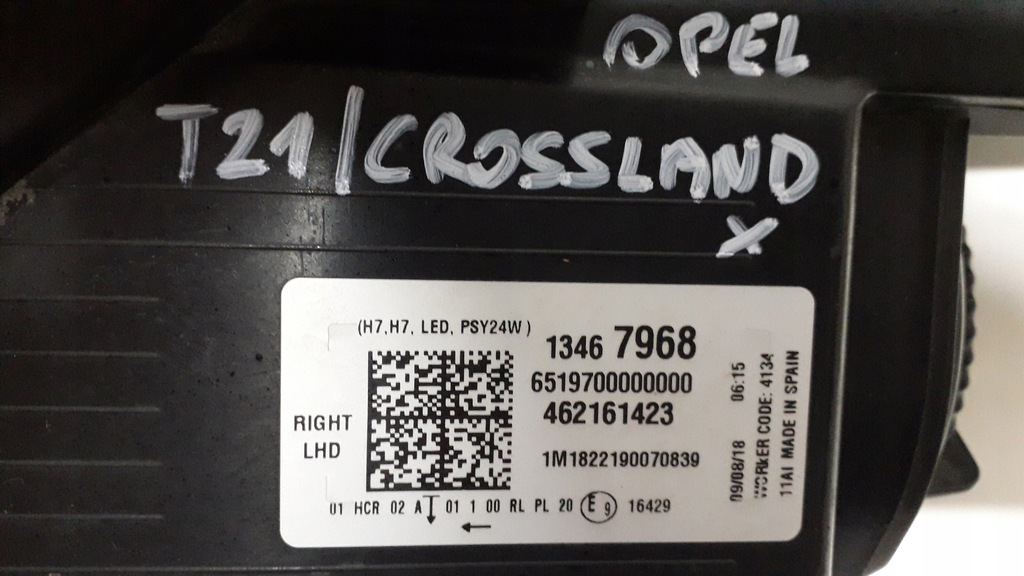 OPEL
T21/CROSSLAND
X
(H7,H7, LED, PSY24W)
1346 7968
6519700000000
462161423
RIGHT
LHD
1M1822190070839
01 HCR 02 A 01 1 00 RL PL 20 E9 16429
09/08/18 06:15
WORKER CODE: 4134
11AI MADE IN SPAIN